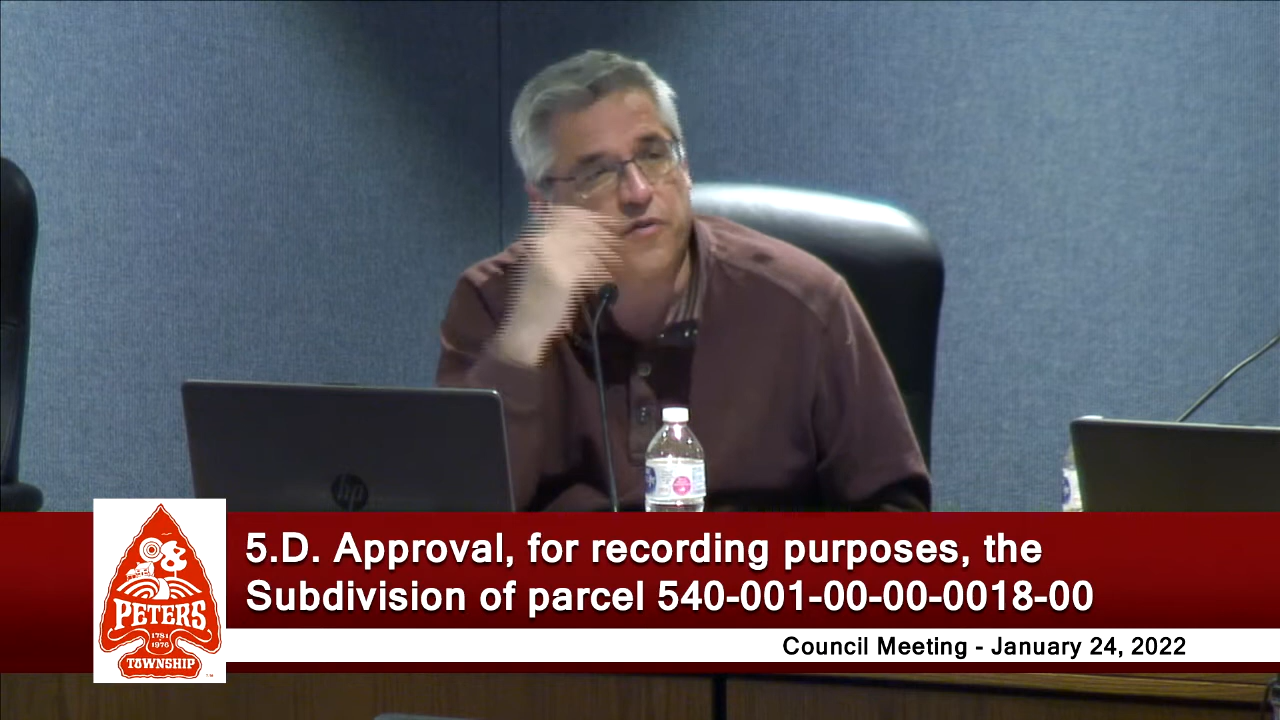 hp
5.D. Approval, for recording purposes, the
Subdivision of parcel 540-001-00-00-0018-00
Council Meeting - January 24, 2022
PETERS
1781
1976
TOWNSHIP